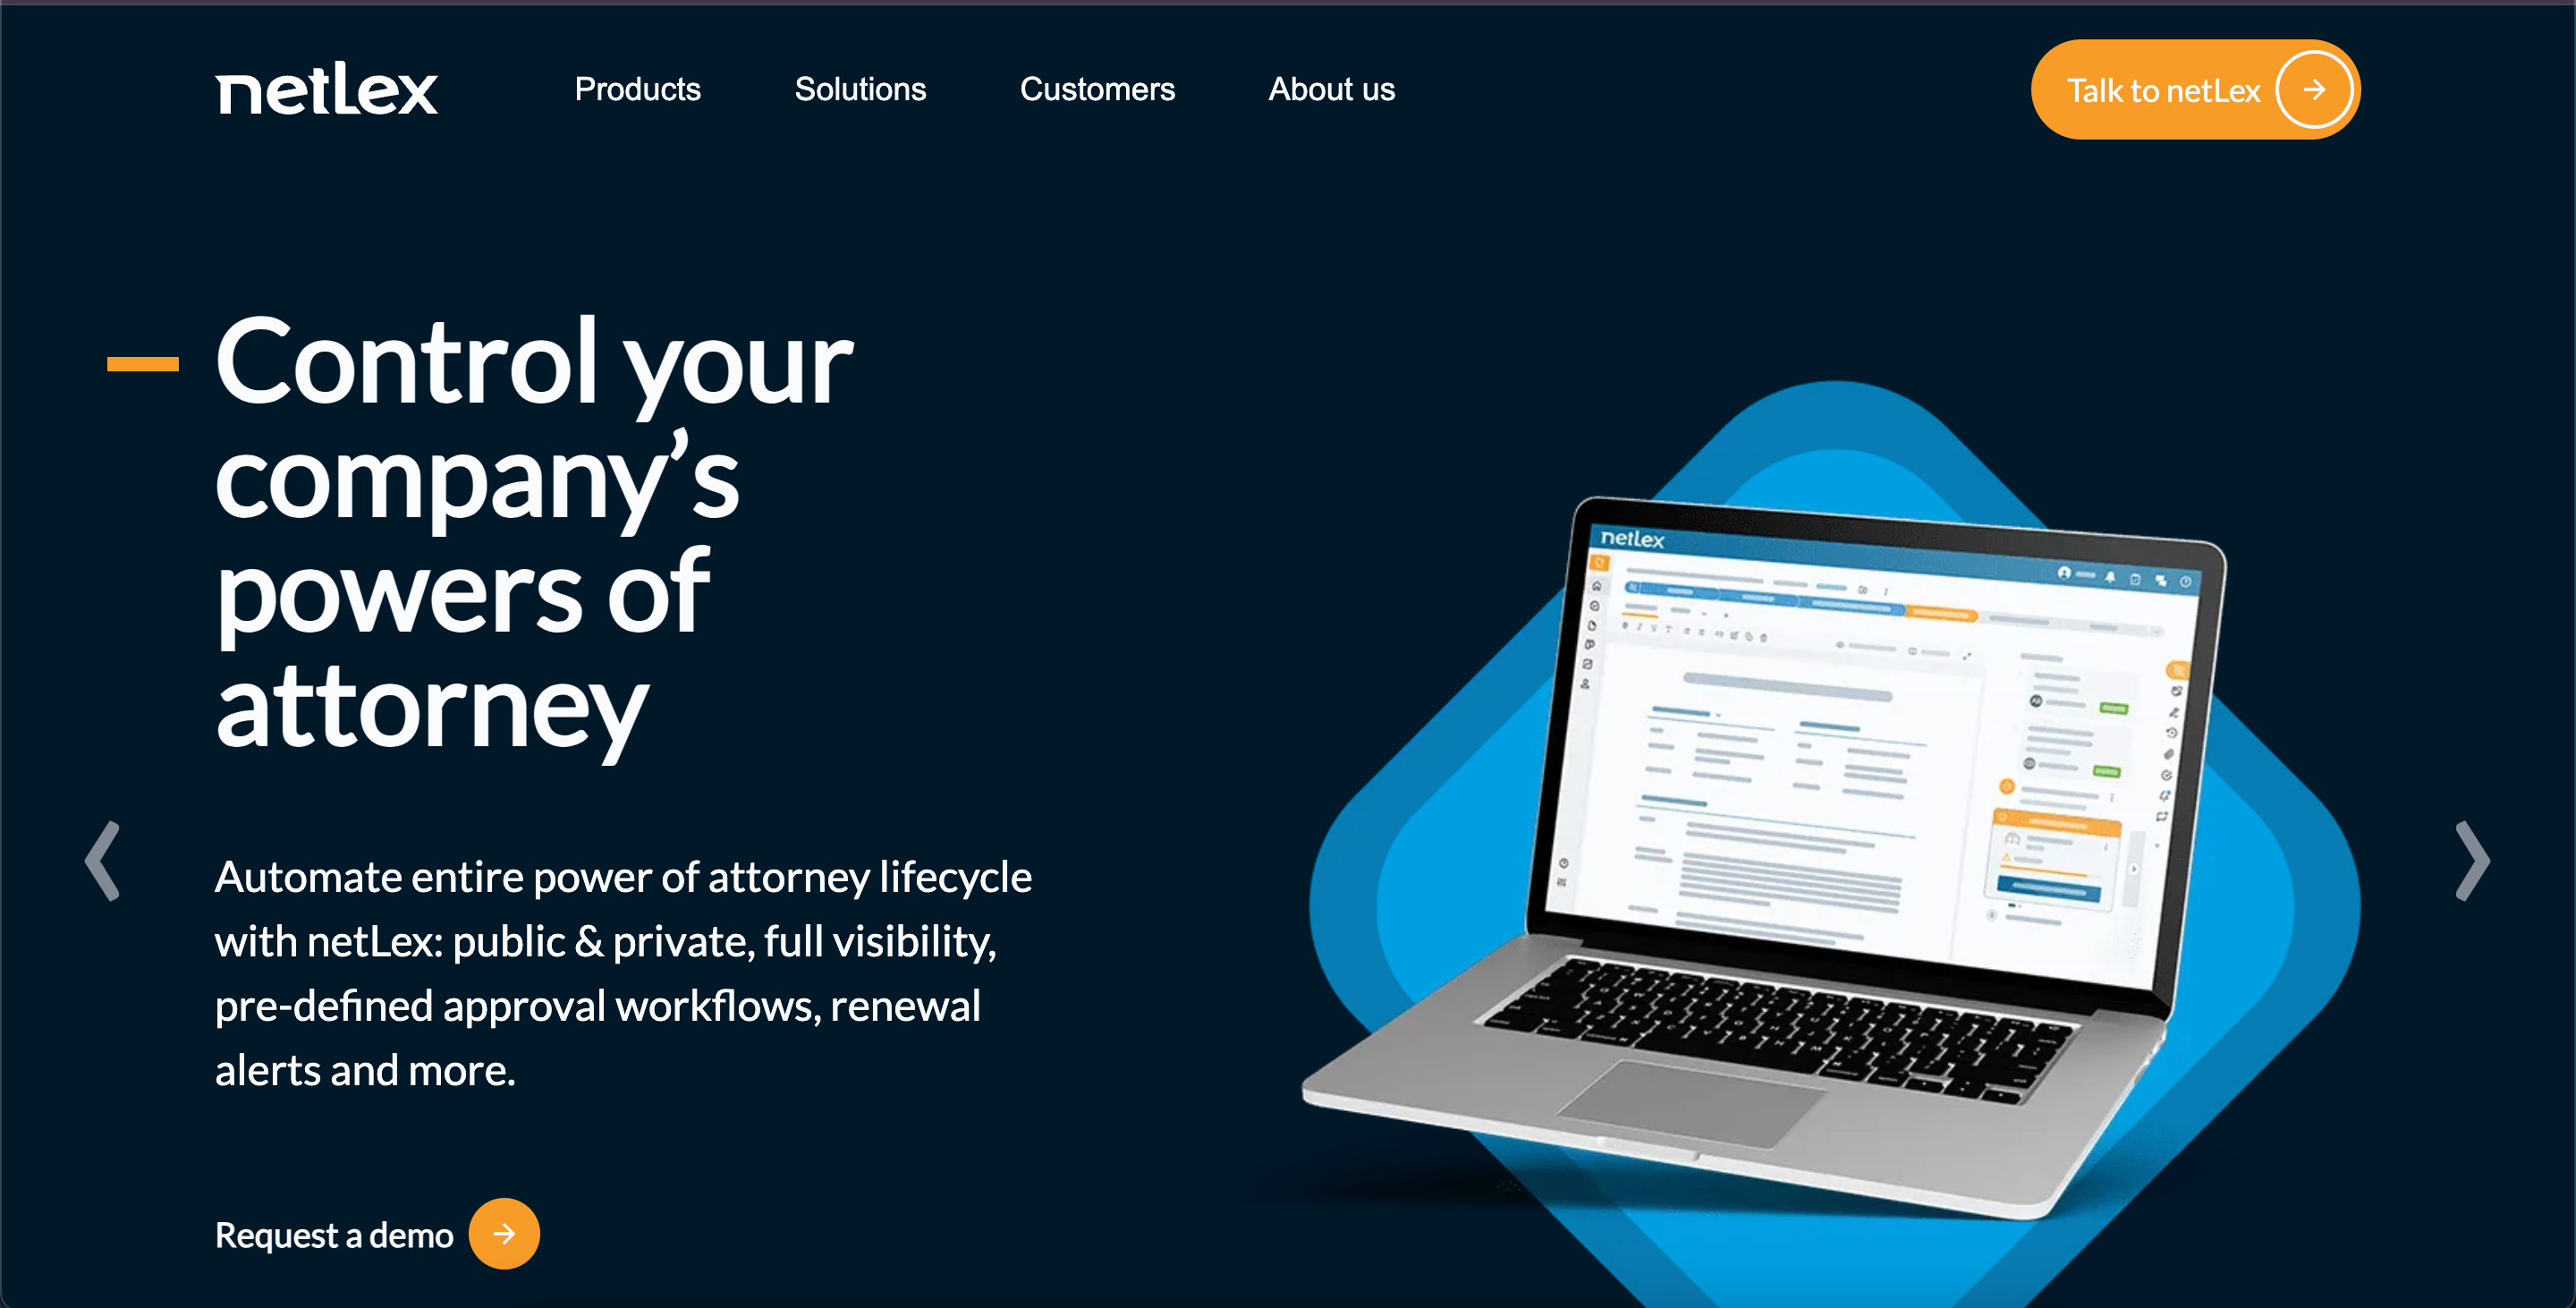 netLex
Products
Solutions
Customers
About us
Talk to netLex
Control your
company’s
powers of
attorney
Automate entire power of attorney lifecycle
with netLex: public & private, full visibility,
pre-defined approval workflows, renewal
alerts and more.
Request a demo
netLex